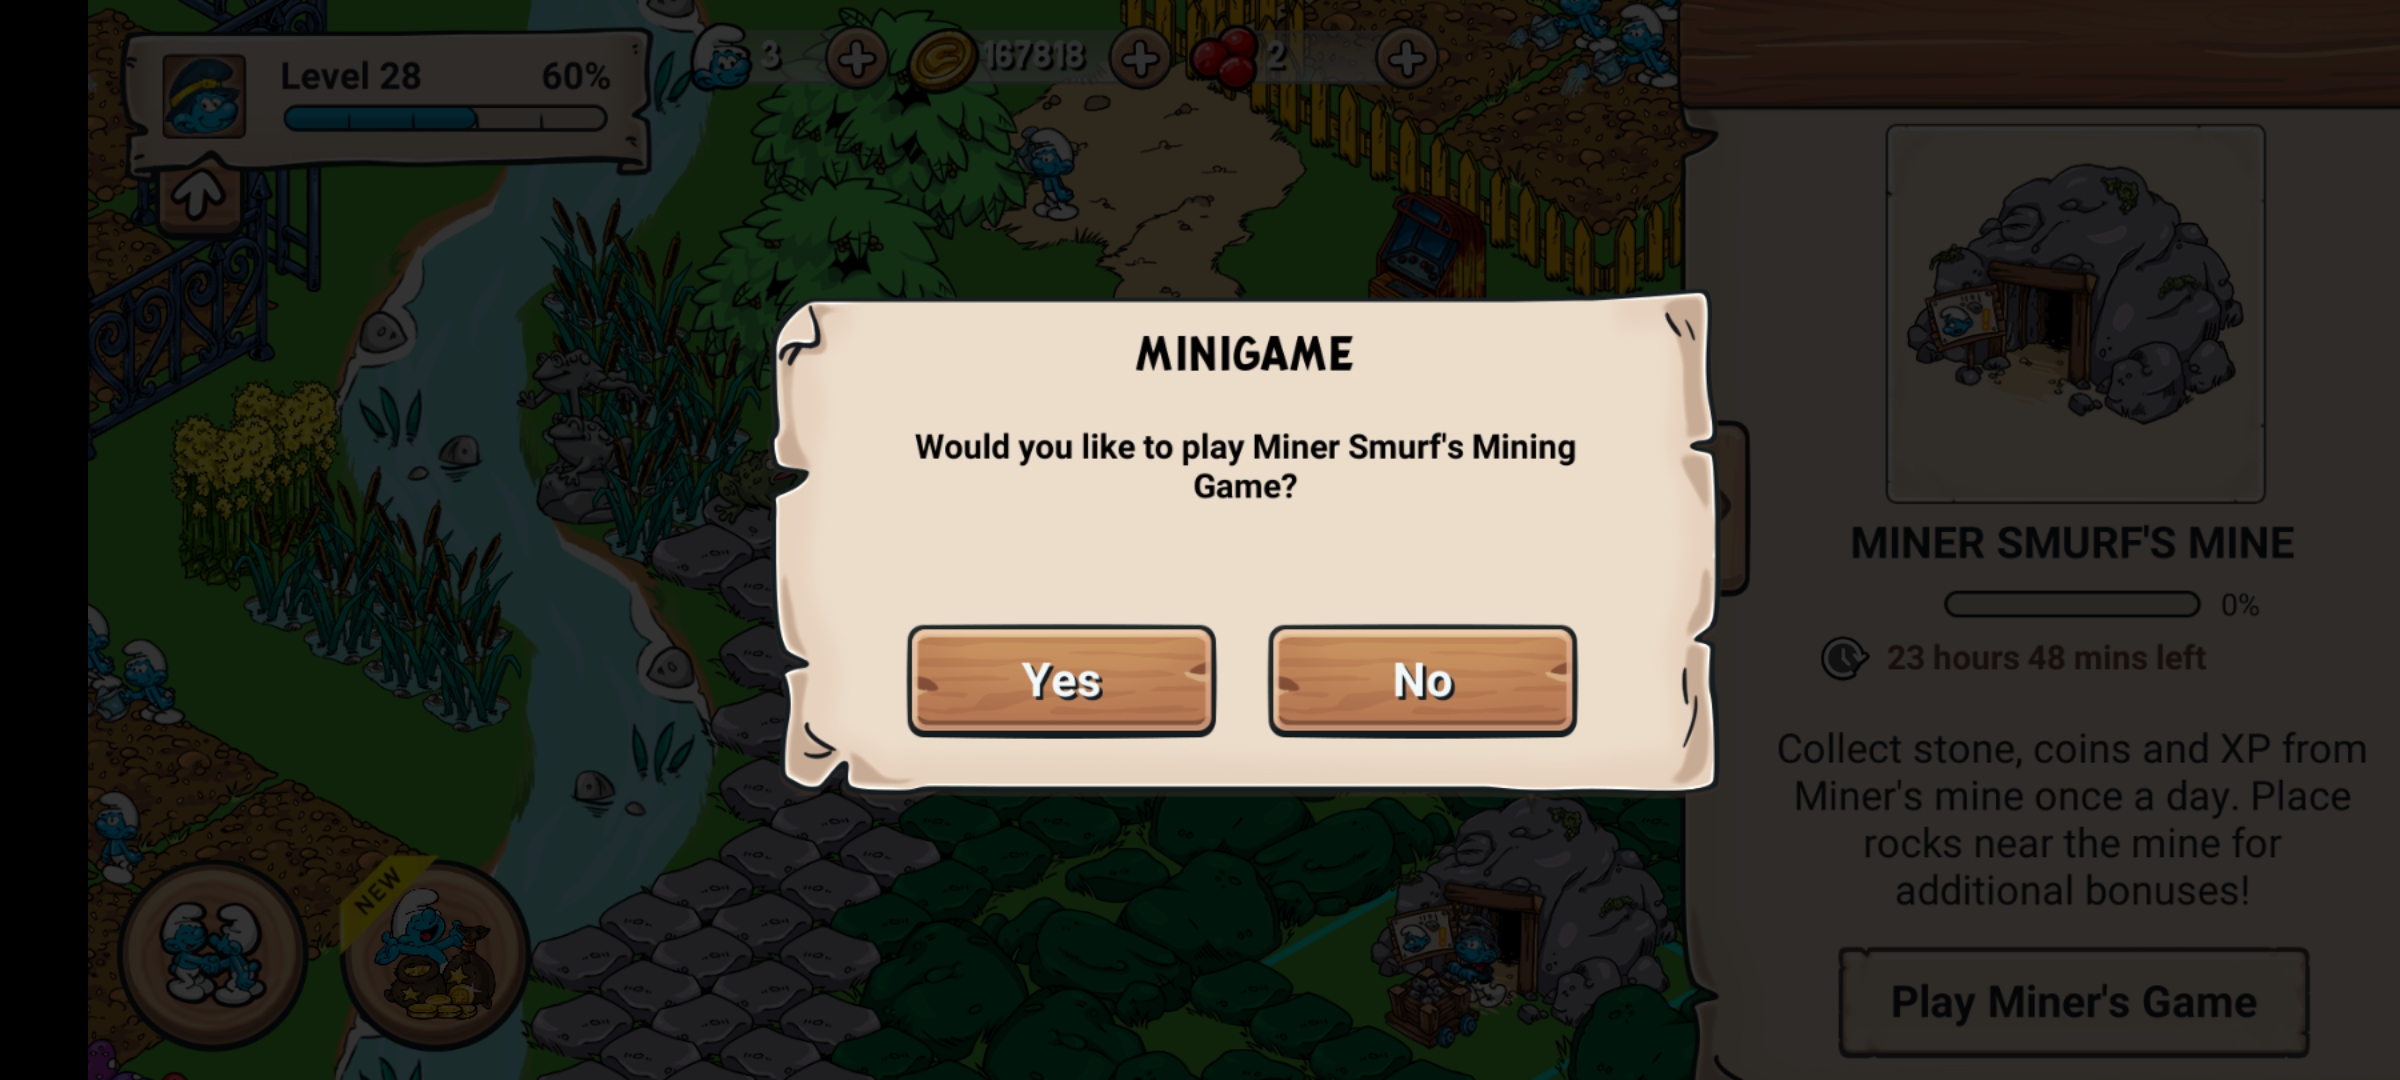 Level 28
60%
3
167818
2
MINIGAME
Would you like to play Miner Smurf's Mining
Game?
Yes
No
MINER SMURF'S MINE
0%
23 hours 48 mins left
Collect stone, coins and XP from
Miner's mine once a day. Place
rocks near the mine for
additional bonuses!
Play Miner's Game
NEW